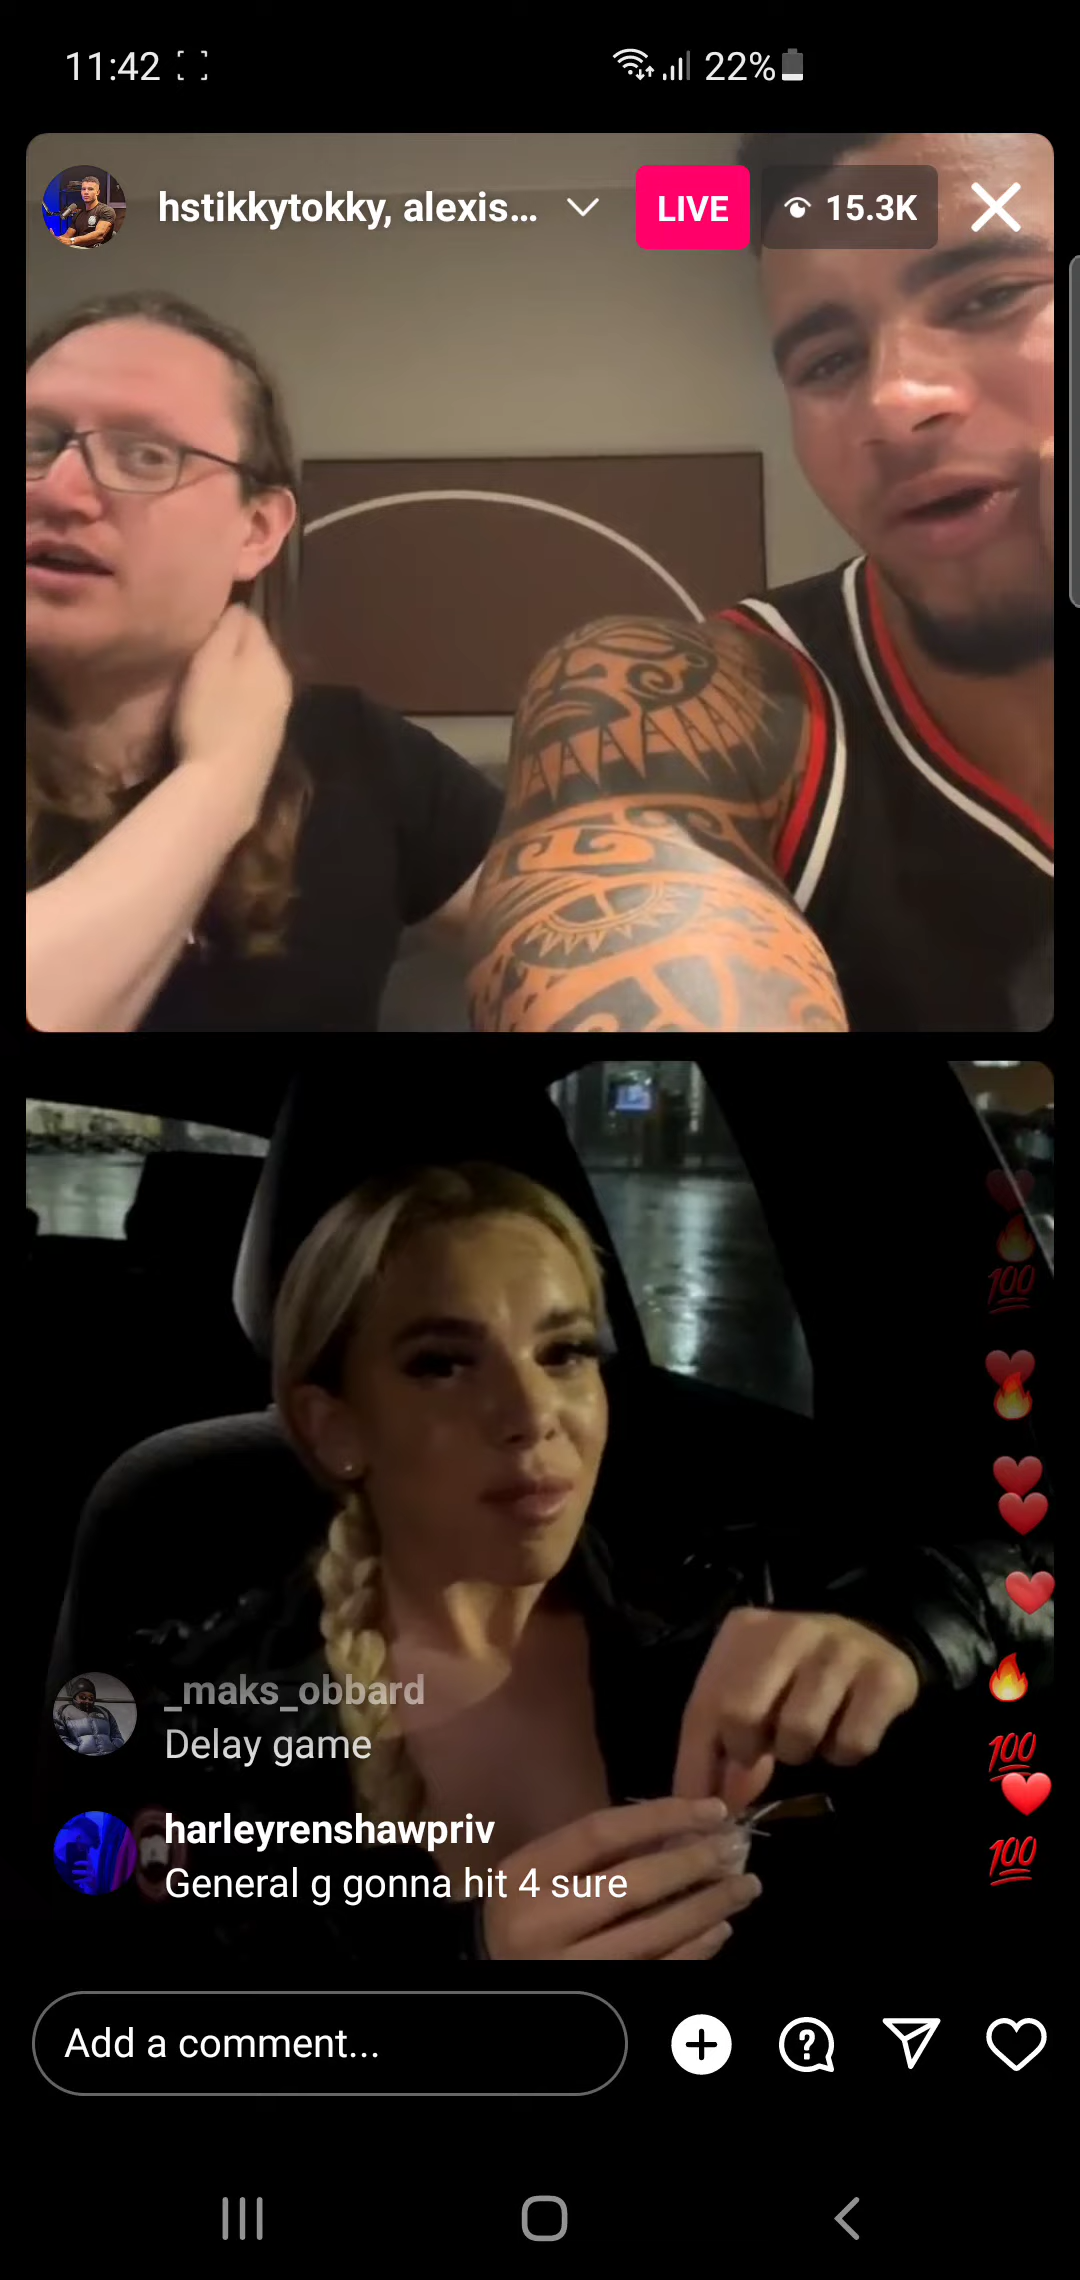 11:42
22%
hstikkytokky, alexis...
LIVE
15.3K
_maks_obbard
Delay game
harleyrenshawpriv
General g gonna hit 4 sure
Add a comment...